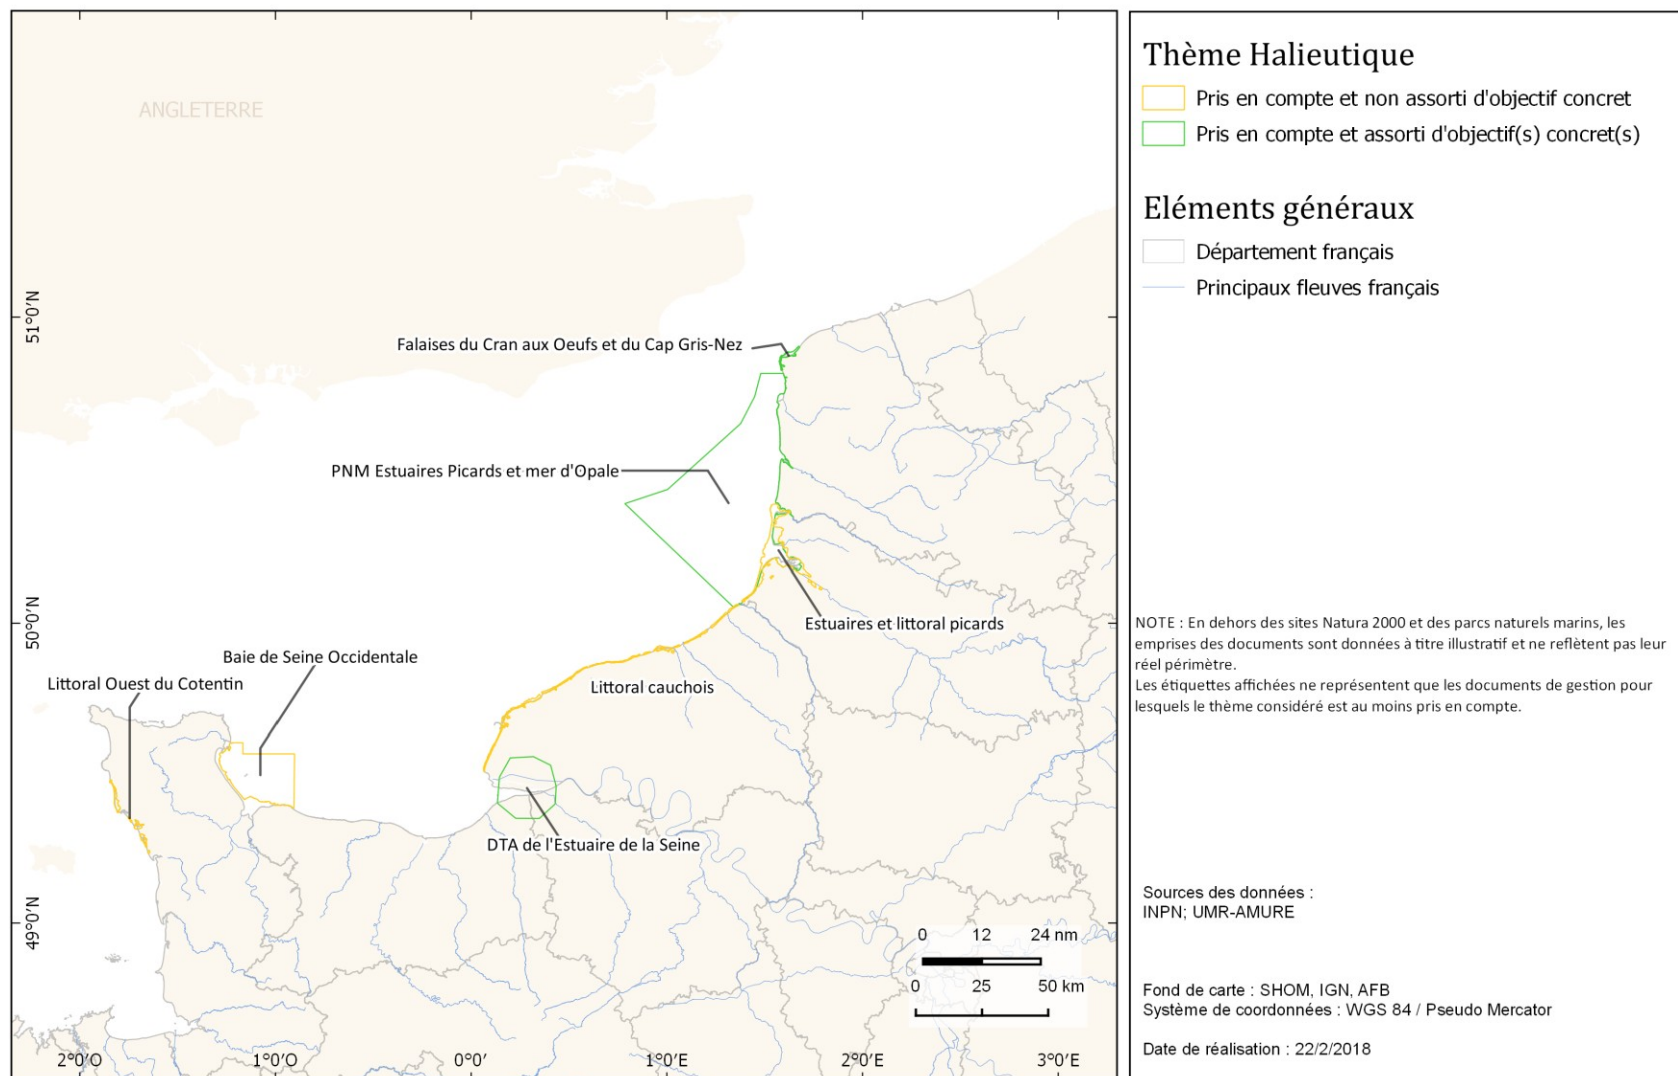 ANGLETERRE
Falaises du Cran aux Oeufs et du Cap Gris-Nez
PNM Estuaires Picards et mer d'Opale
Estuaires et littoral picards
Baie de Seine Occidentale
Littoral Ouest du Cotentin
Littoral cauchois
DTA de l'Estuaire de la Seine
51°0'N
50°0'N
49°0'N
0 12 24 nm
0 25 50 km
2°0'O 1°0'O 0°0' 1°0'E 2°0'E 3°0'E
Thème Halieutique
Pris en compte et non assorti d'objectif concret
Pris en compte et assorti d'objectif(s) concret(s)
Eléments généraux
Département français
Principaux fleuves français
NOTE : En dehors des sites Natura 2000 et des parcs naturels marins, les
emprises des documents sont données à titre illustratif et ne reflètent pas leur
réel périmètre.
Les étiquettes affichées ne représentent que les documents de gestion pour
lesquels le thème considéré est au moins pris en compte.
Sources des données :
INPN; UMR-AMURE
Fond de carte : SHOM, IGN, AFB
Système de coordonnées : WGS 84 / Pseudo Mercator
Date de réalisation : 22/2/2018